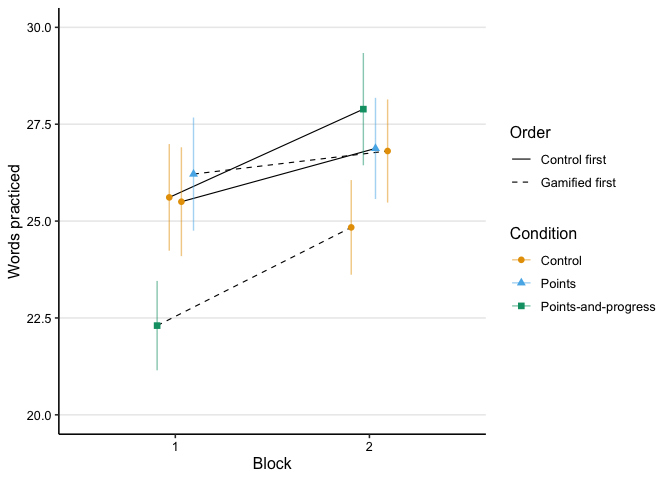 30.0
27.5
25.0
22.5
20.0
Words practiced
1
2
Block
Order
Control first
Gamified first
Condition
Control
Points
Points-and-progress